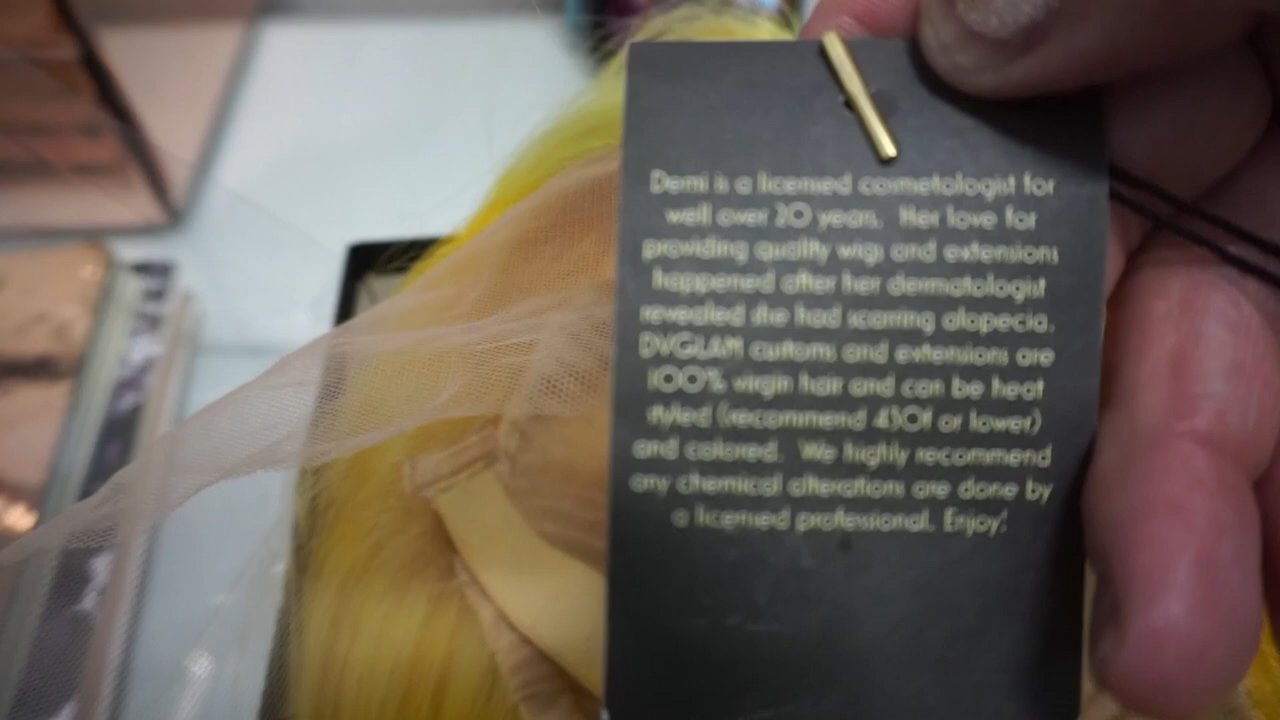 Demi is a licensed cosmetologist for
well over 20 years. Her love for
providing quality wigs and extensions
happened after her dermatologist
revealed she had scarring alopecia.
DVGLAM customs and extensions are
100% virgin hair and can be heat
styled (recommend 450f or lower)
and colored. We highly recommend
any chemical alterations are done by
a licensed professional. Enjoy!